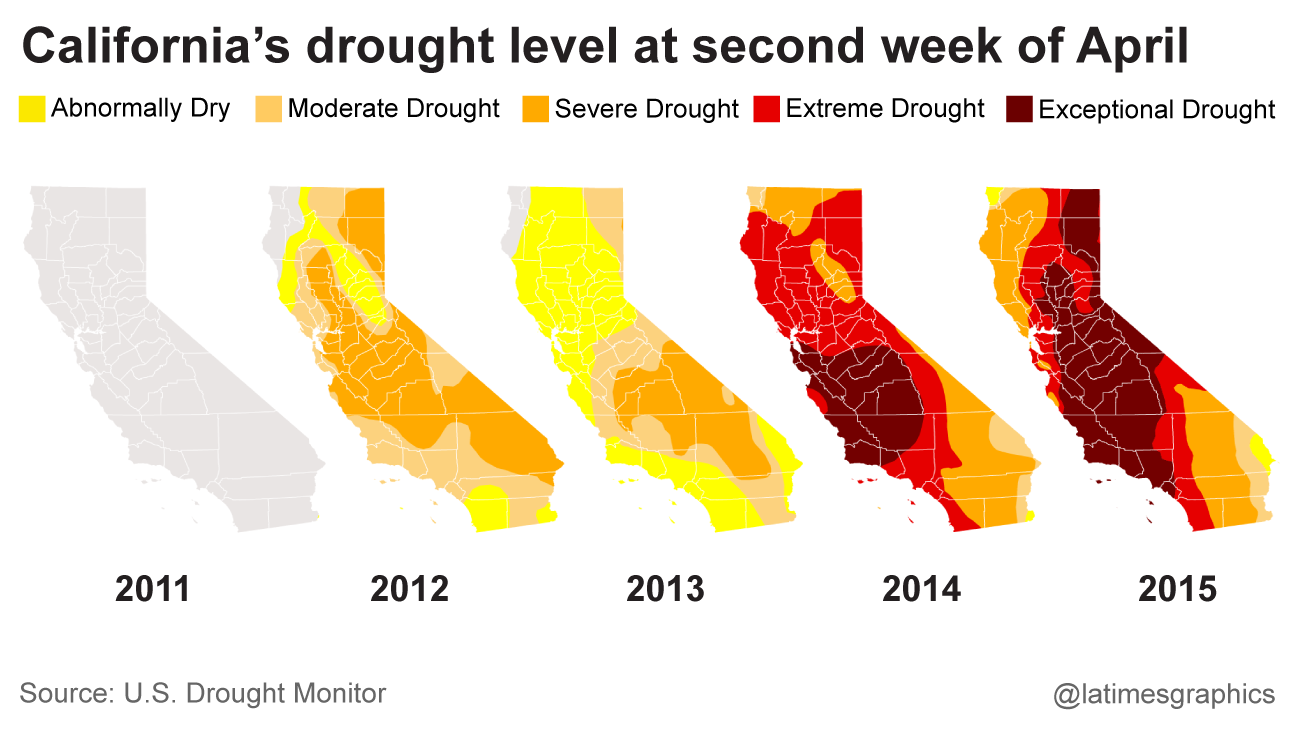 California’s drought level at second week of April
Abnormally Dry Moderate Drought Severe Drought Extreme Drought Exceptional Drought
2011 2012 2013 2014 2015
Source: U.S. Drought Monitor @latimesgraphics